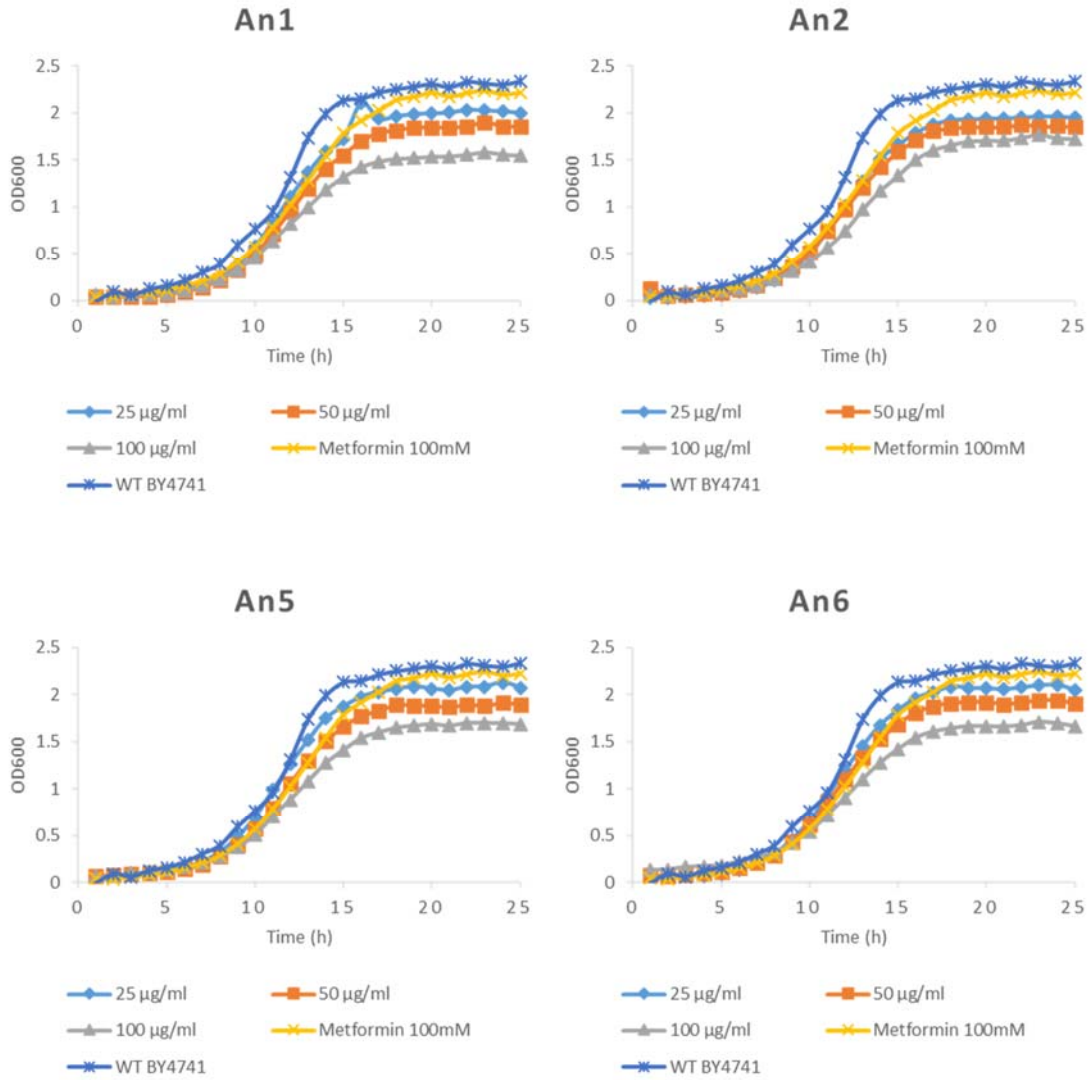 An1 An2
2.5 2.5
2 2
1.5 1.5
1 1
0.5 0.5
0 0
OD600 OD600
0 5 10 15 20 25 0 5 10 15 20 25
Time (h) Time (h)
25 µg/ml 50 µg/ml 25 µg/ml 50 µg/ml
100 µg/ml Metformin 100mM 100 µg/ml Metformin 100mM
WT BY4741 WT BY4741
An5 An6
2.5 2.5
2 2
1.5 1.5
1 1
0.5 0.5
0 0
OD600 OD600
0 5 10 15 20 25 0 5 10 15 20 25
Time (h) Time (h)
25 µg/ml 50 µg/ml 25 µg/ml 50 µg/ml
100 µg/ml Metformin 100mM 100 µg/ml Metformin 100mM
WT BY4741 WT BY4741